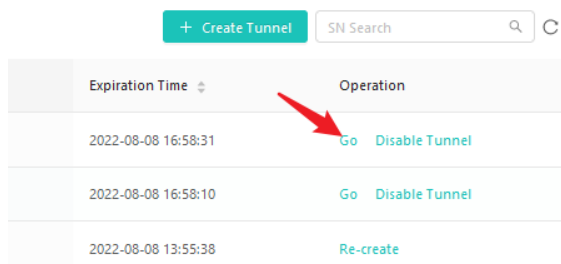 + Create Tunnel SN Search
Expiration Time Operation
2022-08-08 16:58:31 Go Disable Tunnel
2022-08-08 16:58:10 Go Disable Tunnel
2022-08-08 13:55:38 Re-create